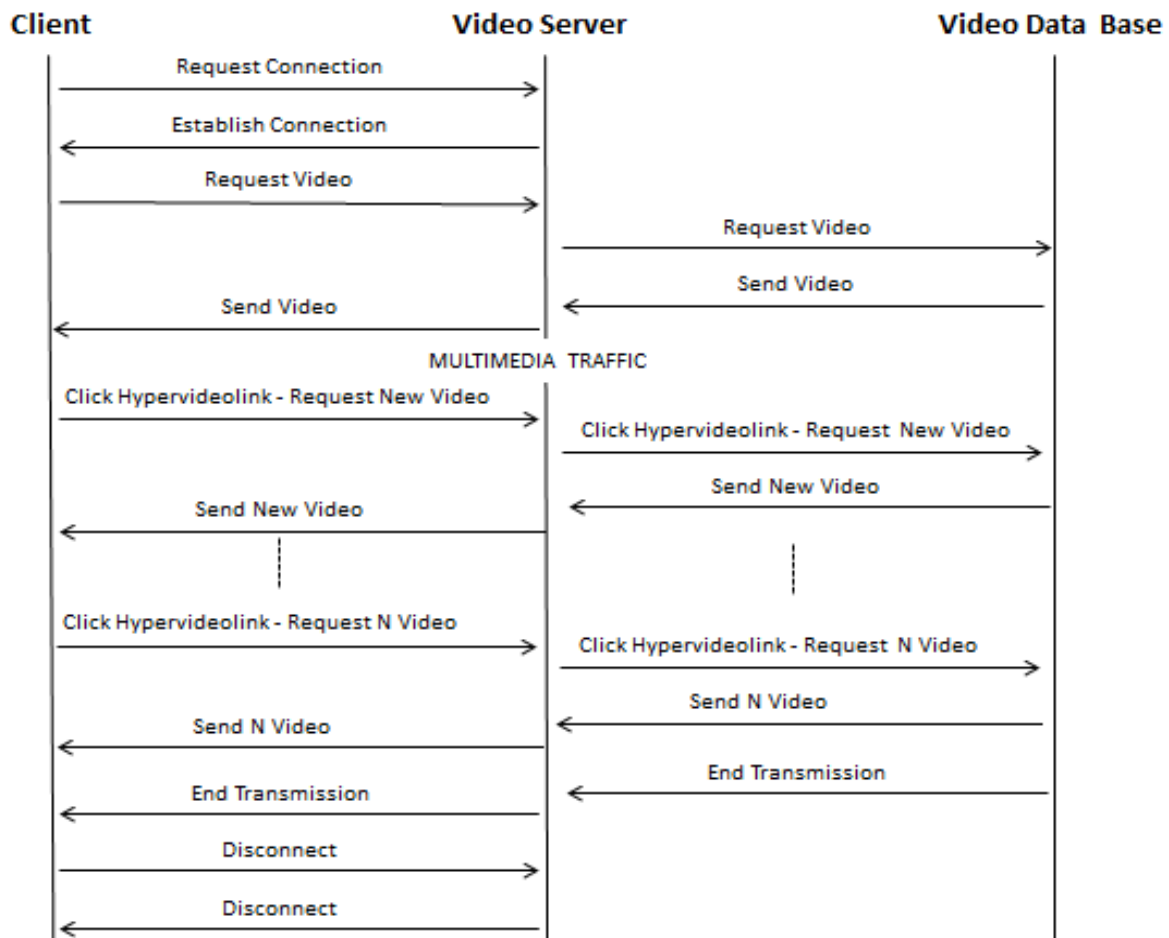 Client
Video Server
Video Data Base
Request Connection
Establish Connection
Request Video
Request Video
Send Video
Send Video
MULTIMEDIA TRAFFIC
Click Hypervideolink - Request New Video
Click Hypervideolink - Request New Video
Send New Video
Send New Video
Click Hypervideolink - Request N Video
Click Hypervideolink - Request N Video
Send N Video
Send N Video
End Transmission
End Transmission
Disconnect
Disconnect